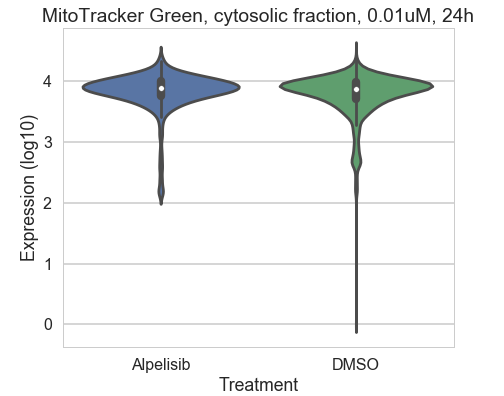 MitoTracker Green, cytosolic fraction, 0.01uM, 24h
Expression (log10)
4
3
2
1
0
Alpelisib
DMSO
Treatment